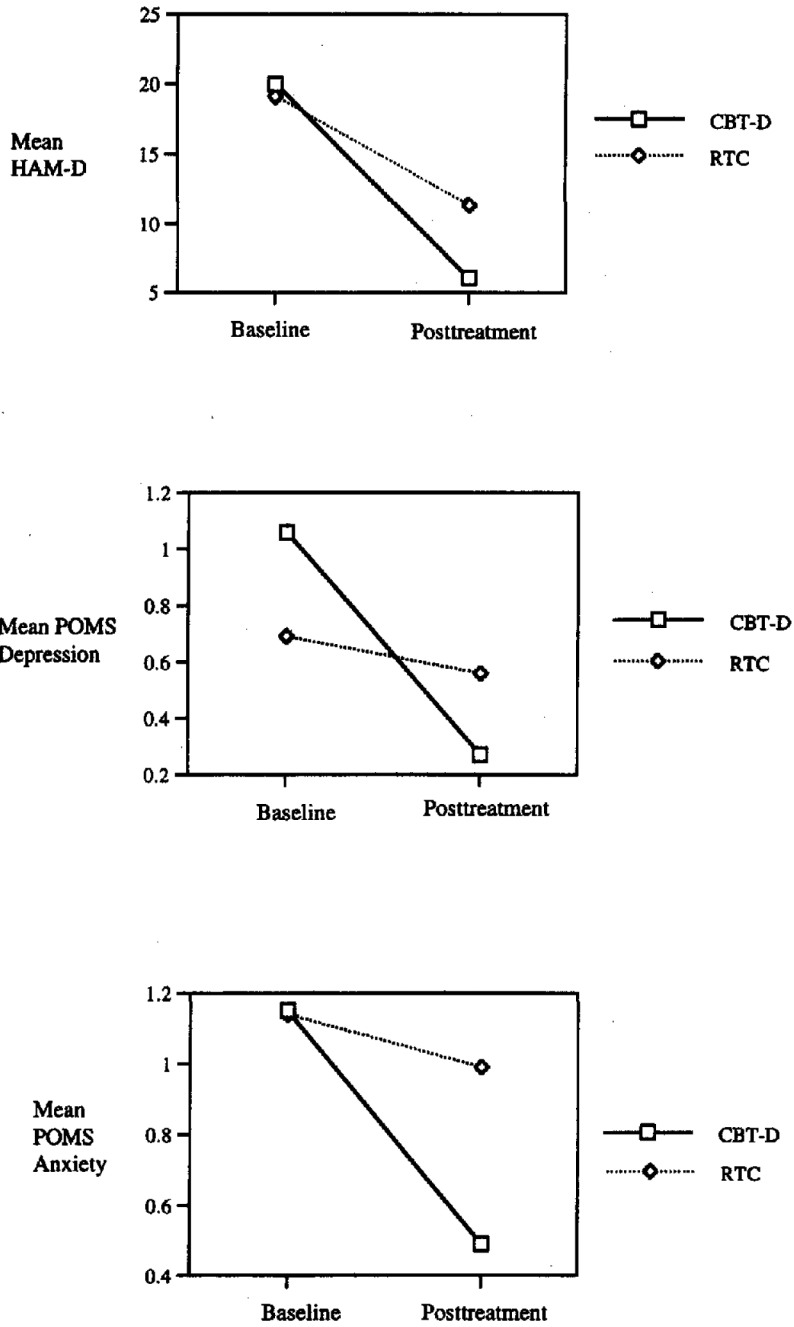 25
20
15
10
5
Mean
HAM-D
Baseline
Posttreatment
CBT-D
RTC
1.2
1
0.8
0.6
0.4
0.2
Mean POMS
Depression
Baseline
Posttreatment
CBT-D
RTC
1.2
1
0.8
0.6
0.4
Mean
POMS
Anxiety
Baseline
Posttreatment
CBT-D
RTC